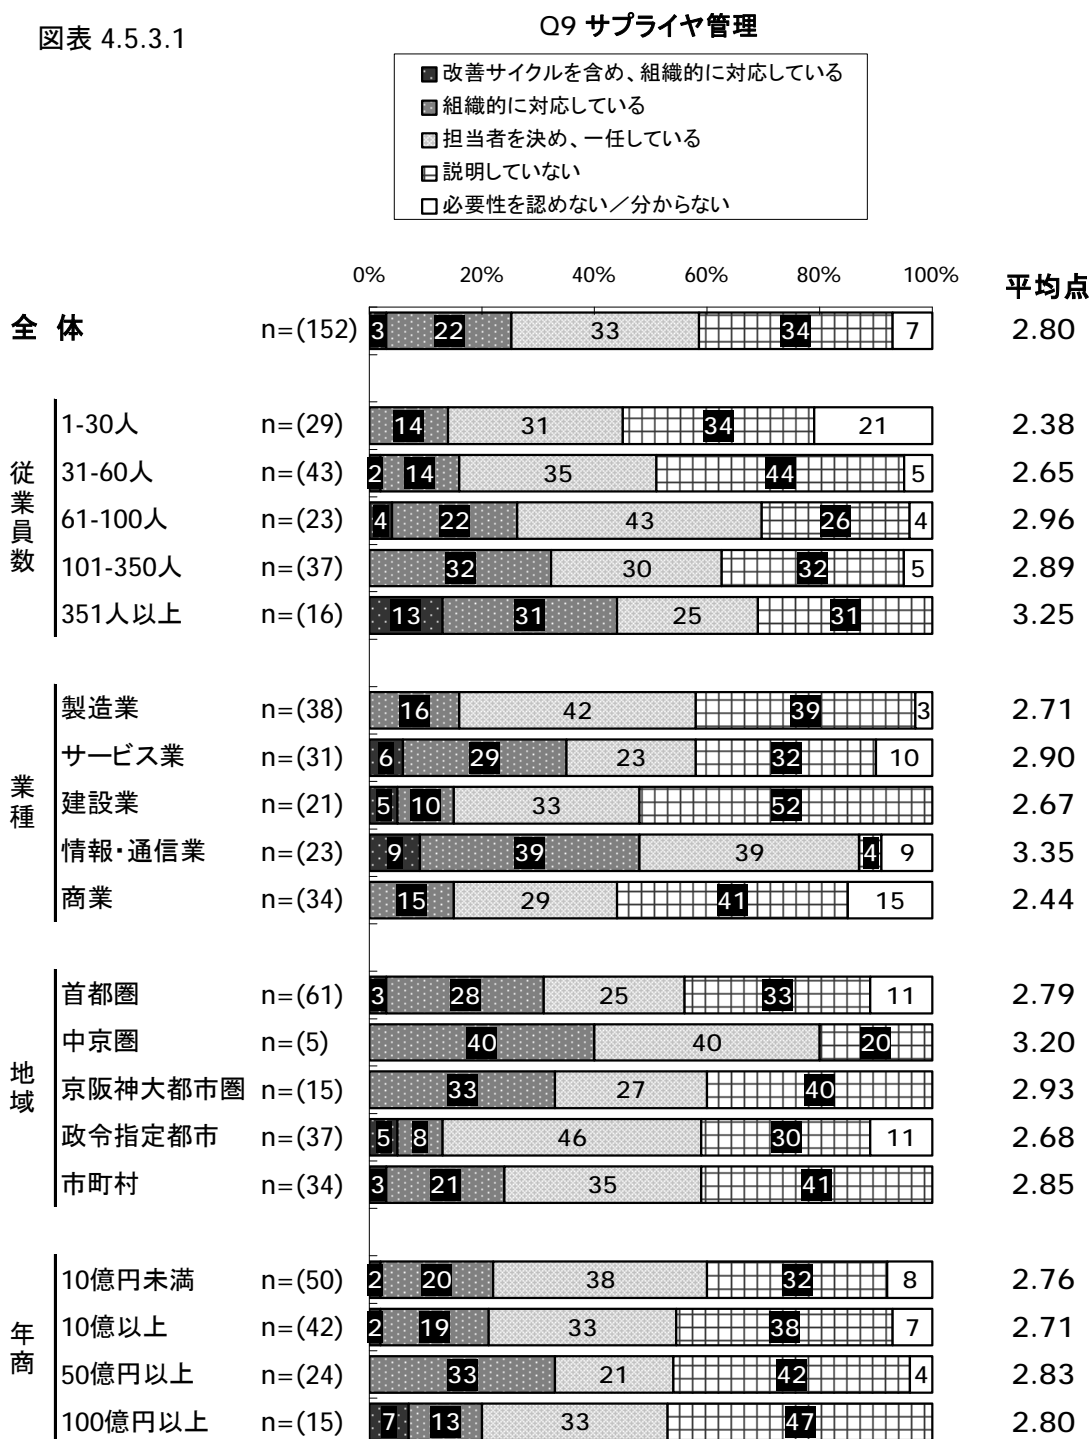 図表 4.5.3.1
Q9 サプライヤ管理
改善サイクルを含め、組織的に対応している
組織的に対応している
担当者を決め、一任している
説明していない
必要性を認めない／分からない
0% 20% 40% 60% 80% 100%
平均点
全 体 n=(152) 3 22 33 34 7 2.80
従業員数
1-30人 n=(29) 14 31 34 21 2.38
31-60人 n=(43) 2 14 35 44 5 2.65
61-100人 n=(23) 4 22 43 26 4 2.96
101-350人 n=(37) 32 30 32 5 2.89
351人以上 n=(16) 13 31 25 31 3.25
業種
製造業 n=(38) 16 42 39 3 2.71
サービス業 n=(31) 6 29 23 32 10 2.90
建設業 n=(21) 5 10 33 52 2.67
情報・通信業 n=(23) 9 39 39 4 9 3.35
商業 n=(34) 15 29 41 15 2.44
地域
首都圏 n=(61) 3 28 25 33 11 2.79
中京圏 n=(5) 40 40 20 3.20
京阪神大都市圏 n=(15) 33 27 40 2.93
政令指定都市 n=(37) 5 8 46 30 11 2.68
市町村 n=(34) 3 21 35 41 2.85
年商
10億円未満 n=(50) 2 20 38 32 8 2.76
10億以上 n=(42) 2 19 33 38 7 2.71
50億円以上 n=(24) 33 21 42 4 2.83
100億円以上 n=(15) 7 13 33 47 2.80